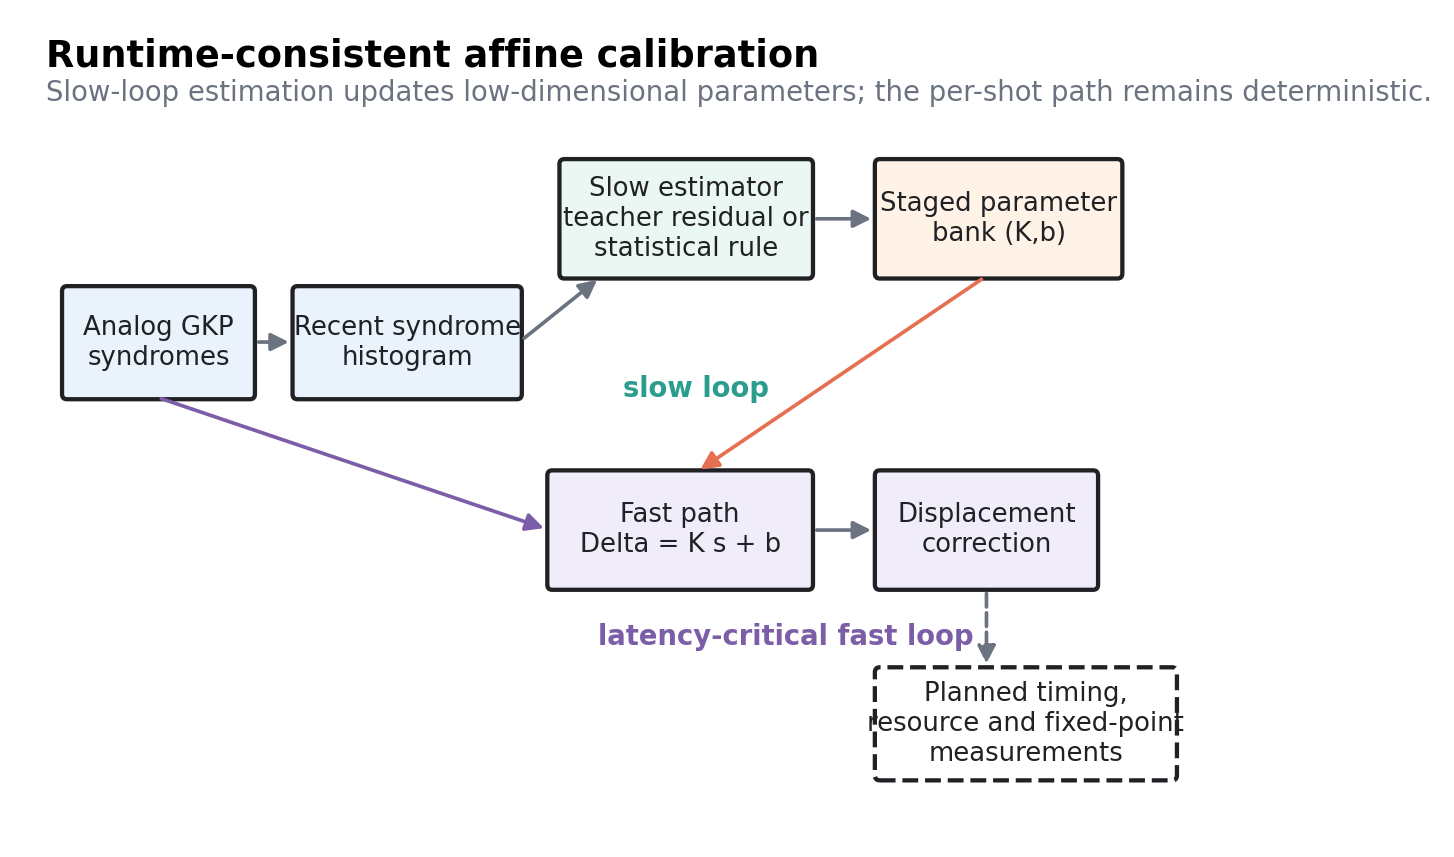 Runtime-consistent affine calibration
Slow-loop estimation updates low-dimensional parameters; the per-shot path remains deterministic.
Slow estimator
teacher residual or
statistical rule
Staged parameter
bank (K,b)
Analog GKP
syndromes
Recent syndrome
histogram
slow loop
Fast path
Delta = K s + b
Displacement
correction
latency-critical fast loop
Planned timing,
resource and fixed-point
measurements